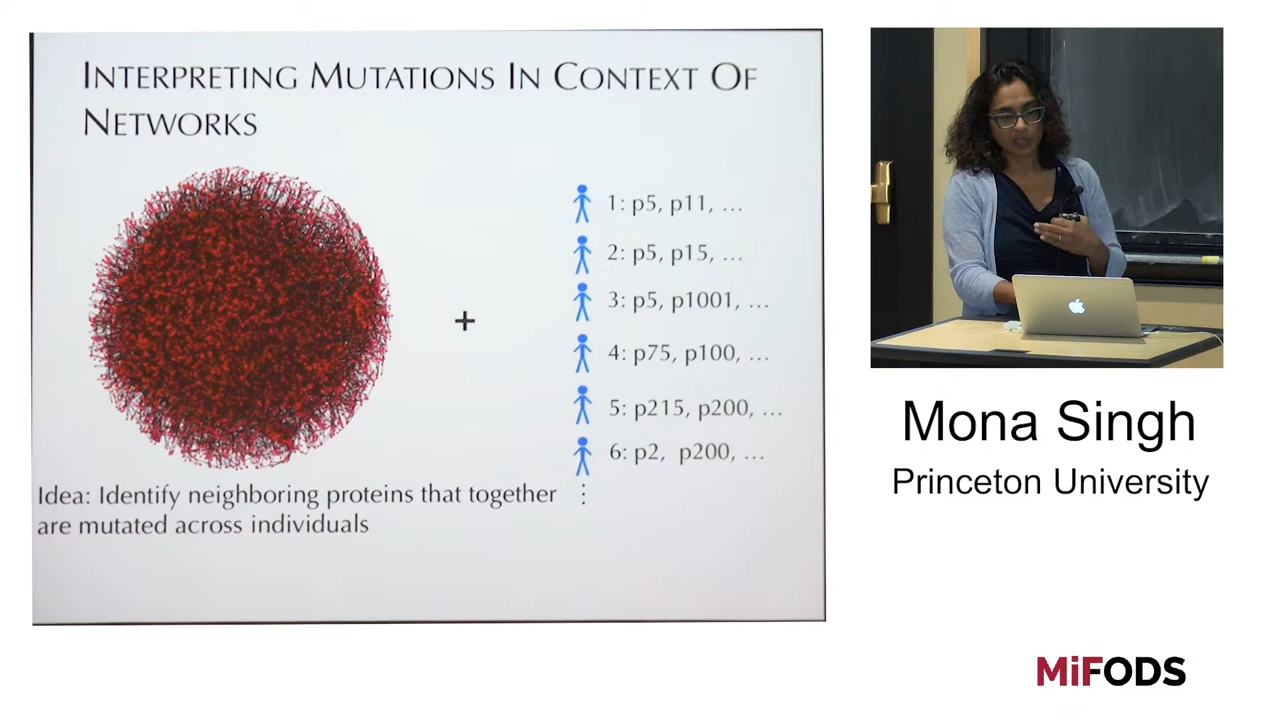 INTERPRETING MUTATIONS IN CONTEXT OF
NETWORKS
1: p5, p11, ...
2: p5, p15, ...
3: p5, p1001, ...
+
4: p75, p100, ...
5: p215, p200, ...
6: p2, p200, ...
Idea: Identify neighboring proteins that together
are mutated across individuals
Mona Singh
Princeton University
MiFODS